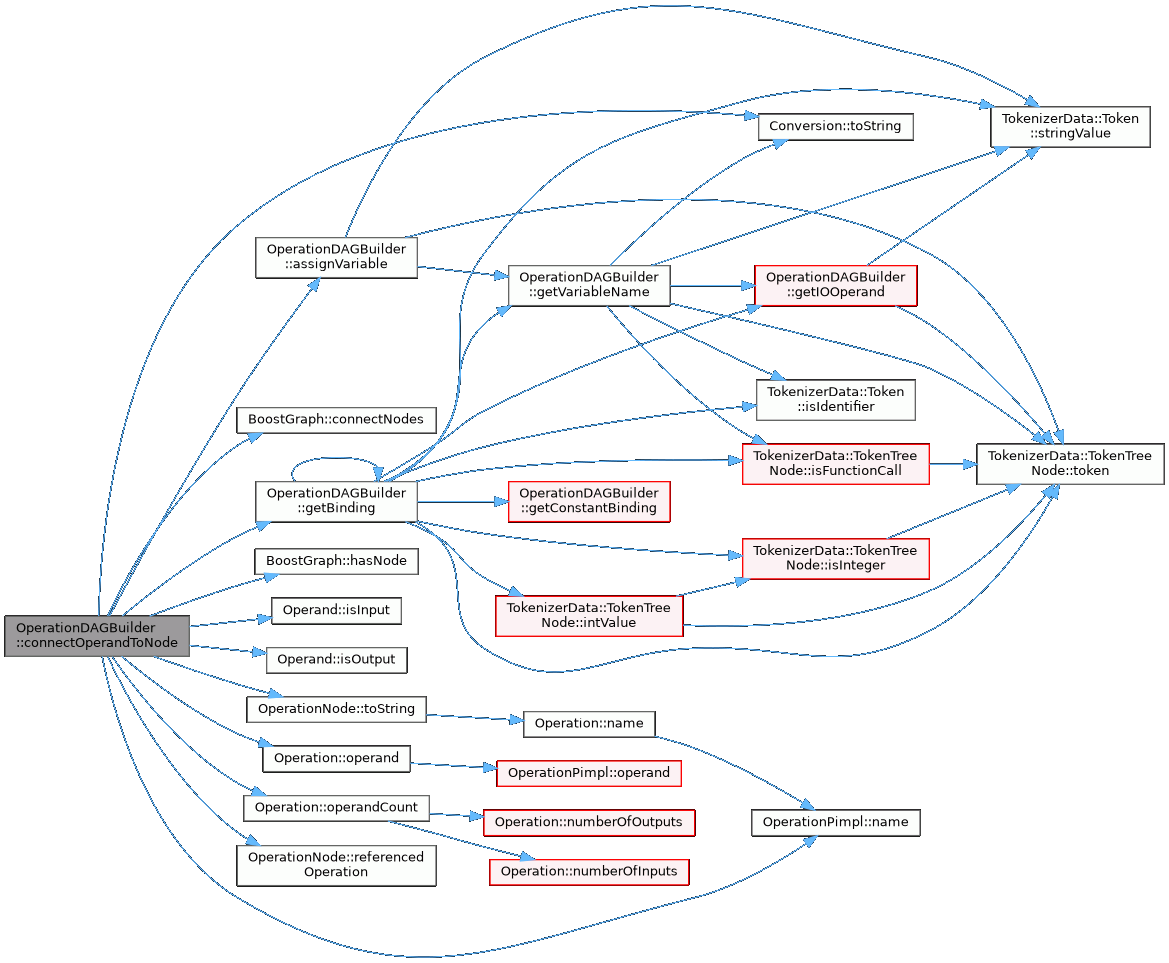 TokenizerData::Token
::stringValue
Conversion::toString
OperationDAGBuilder
::assignVariable
OperationDAGBuilder
::getVariableName
OperationDAGBuilder
::getIOOperand
TokenizerData::Token
::isIdentifier
BoostGraph::connectNodes
TokenizerData::TokenTree
Node::isFunctionCall
TokenizerData::TokenTree
Node::token
OperationDAGBuilder
::getBinding
OperationDAGBuilder
::getConstantBinding
BoostGraph::hasNode
TokenizerData::TokenTree
Node::isInteger
Operand::isInput
TokenizerData::TokenTree
Node::intValue
OperationDAGBuilder
::connectOperandToNode
Operand::isOutput
OperationNode::toString
Operation::name
Operation::operand
OperationPimpl::operand
Operation::operandCount
Operation::numberOfOutputs
OperationPimpl::name
OperationNode::referenced
Operation
Operation::numberOfInputs